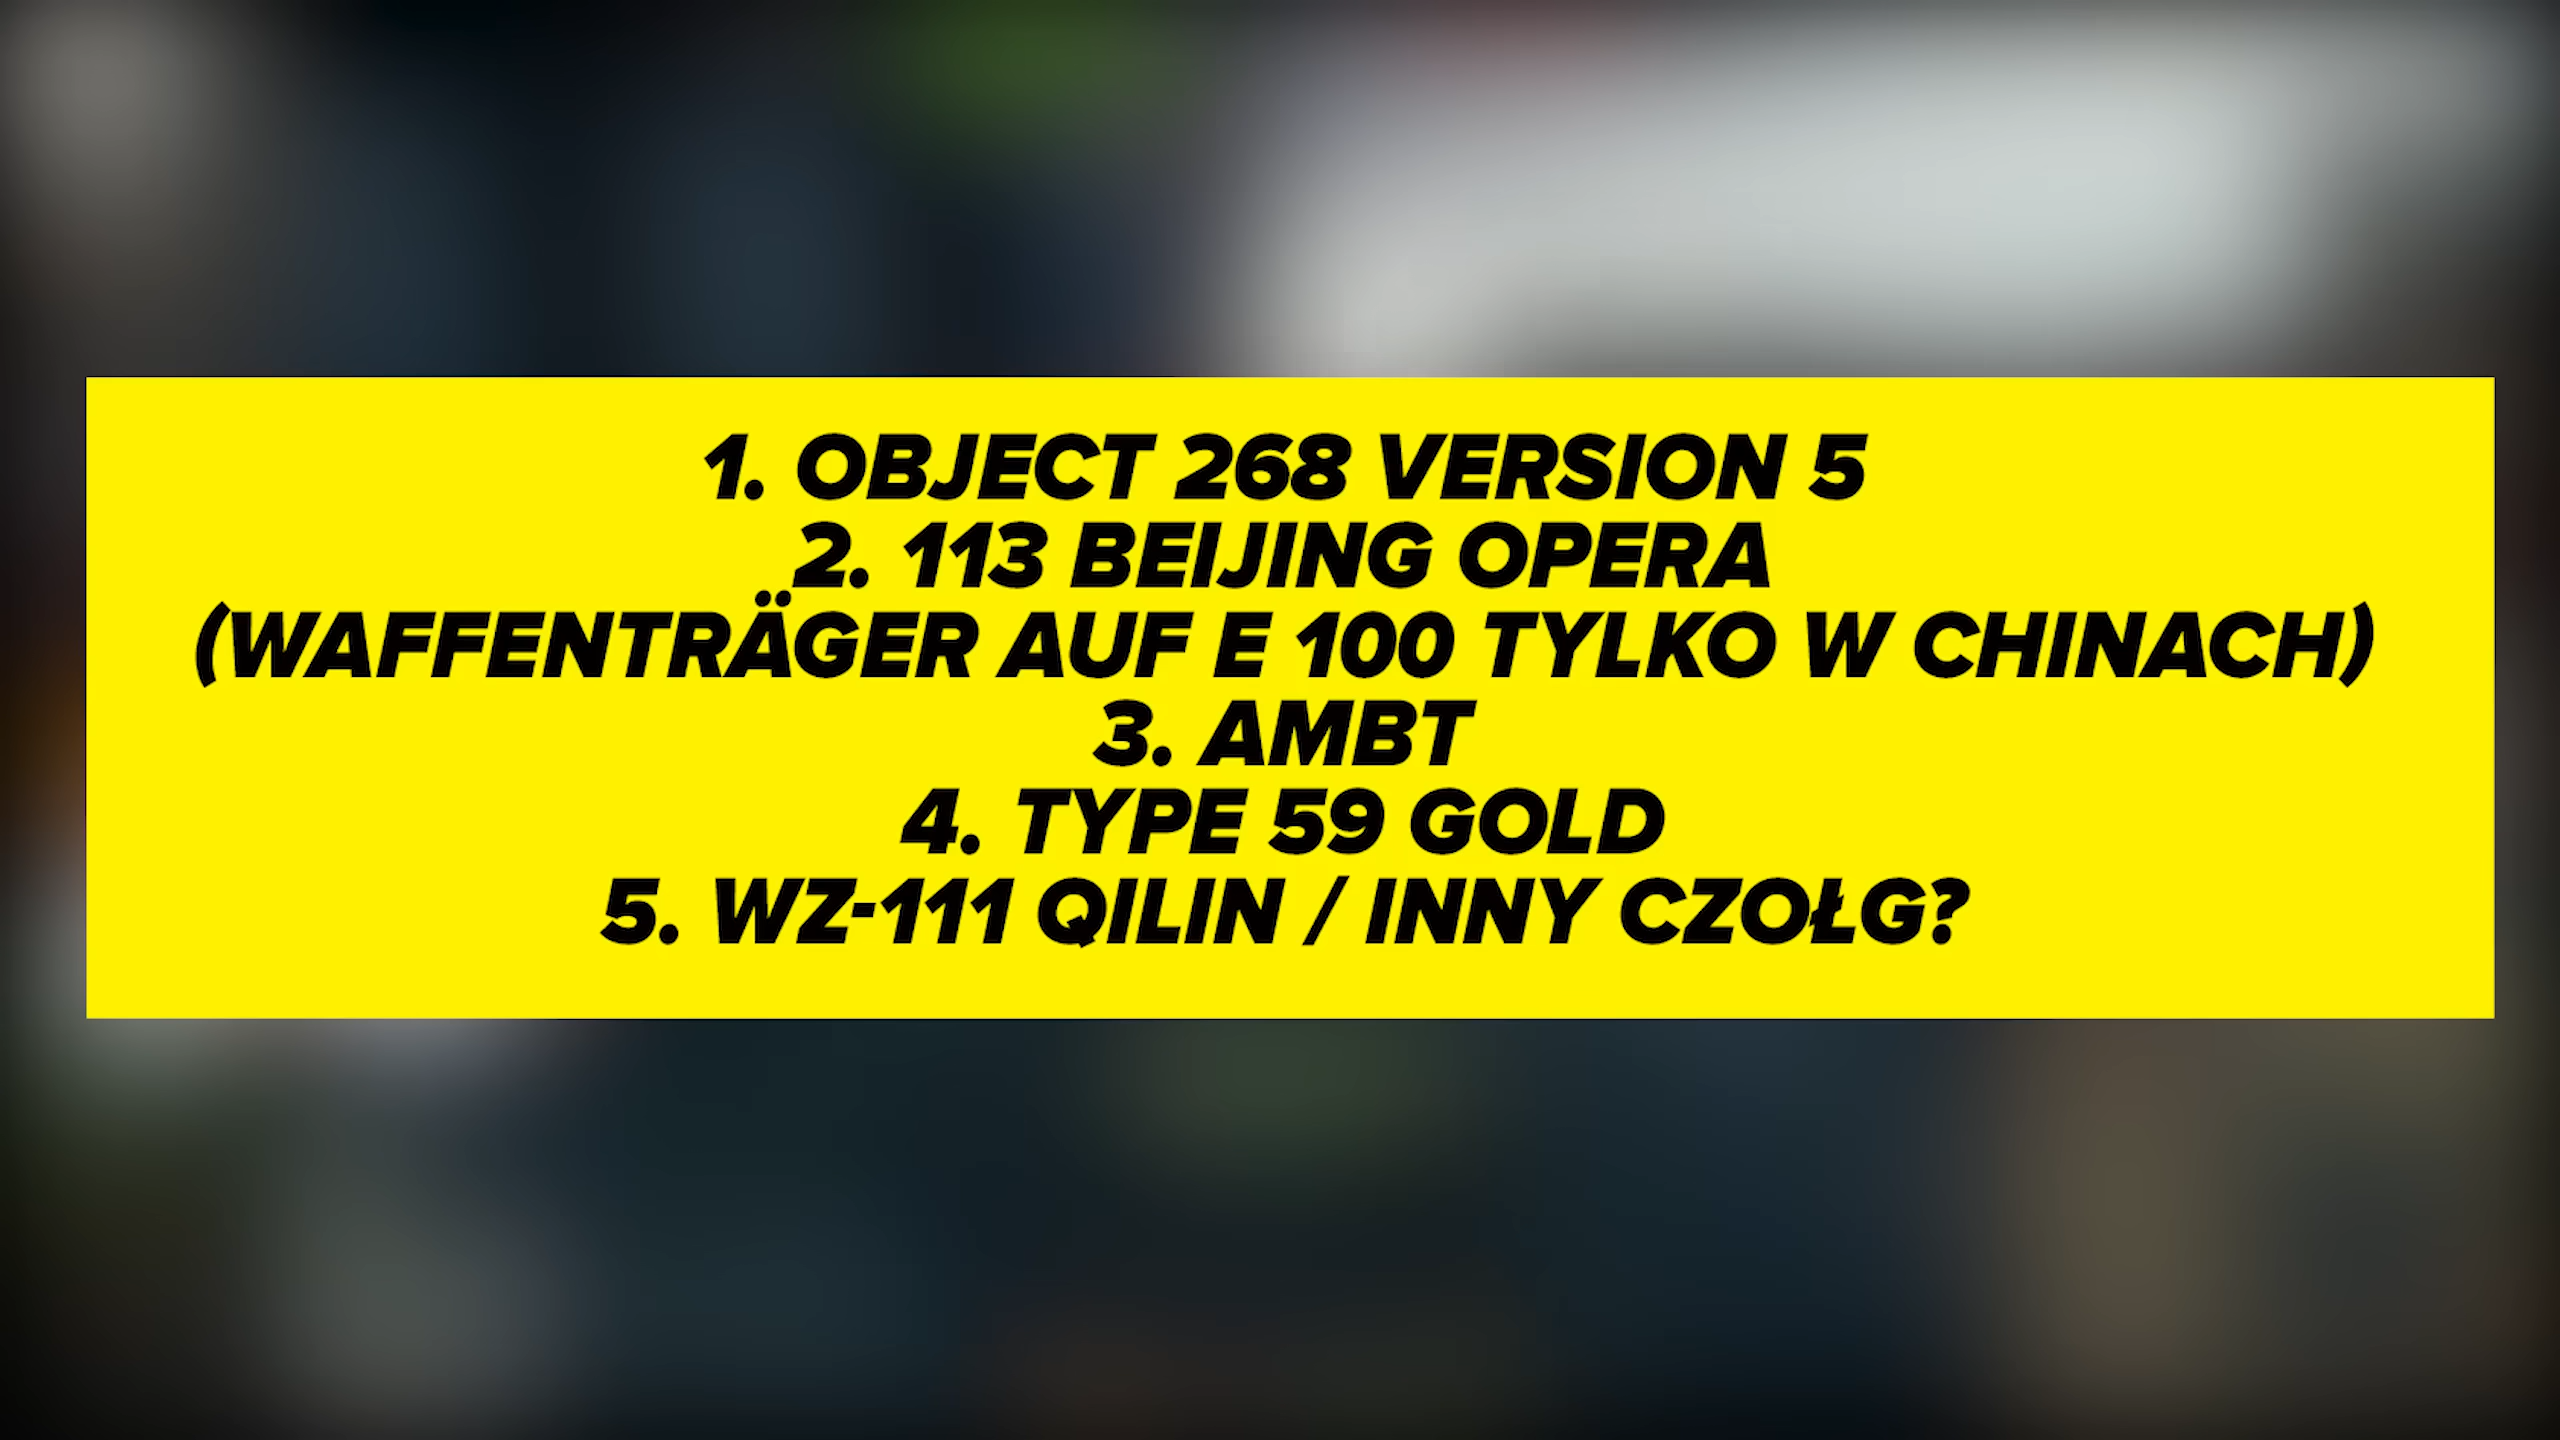 1. OBJECT 268 VERSION 5
2. 113 BEIJING OPERA
(WAFFENTRÄGER AUF E 100 TYLKO W CHINACH)
3. AMBT
4. TYPE 59 GOLD
5. WZ-111 QILIN / INNY CZOŁG?